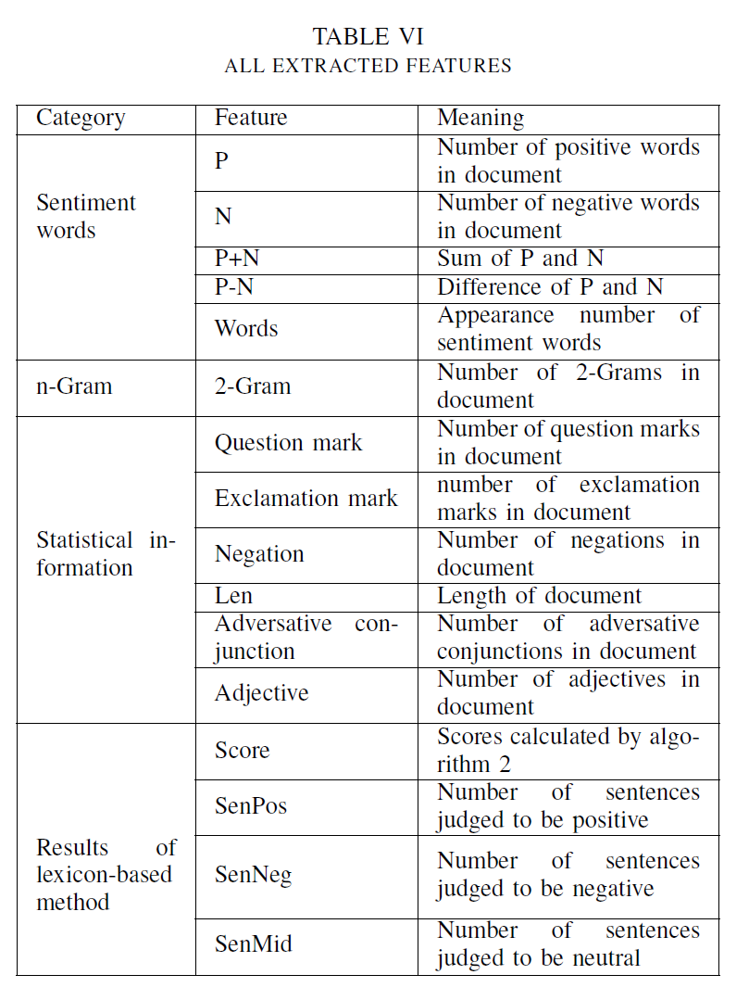 TABLE VI
ALL EXTRACTED FEATURES
Category Feature Meaning
Sentiment
words
P
Number of positive words
in document
N
Number of negative words
in document
P+N Sum of P and N
P-N Difference of P and N
Words
Appearance number of
sentiment words
n-Gram
2-Gram
Number of 2-Grams in
document
Statistical in-
formation
Question mark
Number of question marks
in document
Exclamation mark
number of exclamation
marks in document
Negation
Number of negations in
document
Len Length of document
Adversative con-
junction
Number of adversative
conjunctions in document
Adjective
Number of adjectives in
document
Results of
lexicon-based
method
Score
Scores calculated by algo-
rithm 2
SenPos
Number of sentences
judged to be positive
SenNeg
Number of sentences
judged to be negative
SenMid
Number of sentences
judged to be neutral